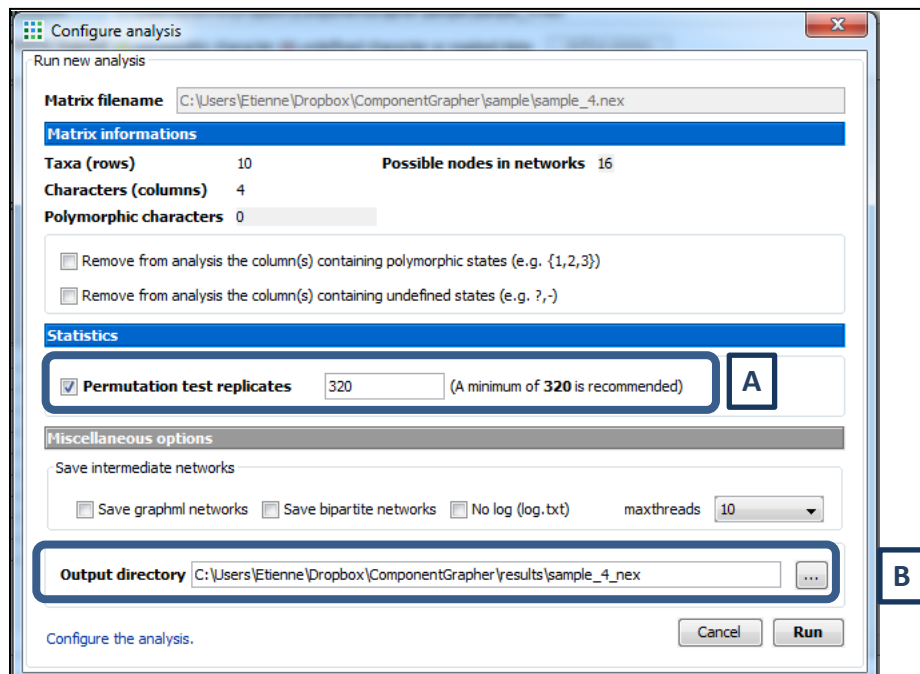 Configure analysis
Run new analysis
Matrix filename C:\Users\Etienne\Dropbox\ComponentGrapher\sample\sample_4.nex
Matrix informations
Taxa (rows) 10 Possible nodes in networks 16
Characters (columns) 4
Polymorphic characters 0
Remove from analysis the column(s) containing polymorphic states (e.g. {1,2,3})
Remove from analysis the column(s) containing undefined states (e.g. ?,-)
Statistics
Permutation test replicates 320 (A minimum of 320 is recommended) A
Miscellaneous options
Save intermediate networks
Save graphml networks Save bipartite networks No log (log.txt) maxthreads 10
Output directory C:\Users\Etienne\Dropbox\ComponentGrapher\results\sample_4_nex ... B
Configure the analysis. Cancel Run